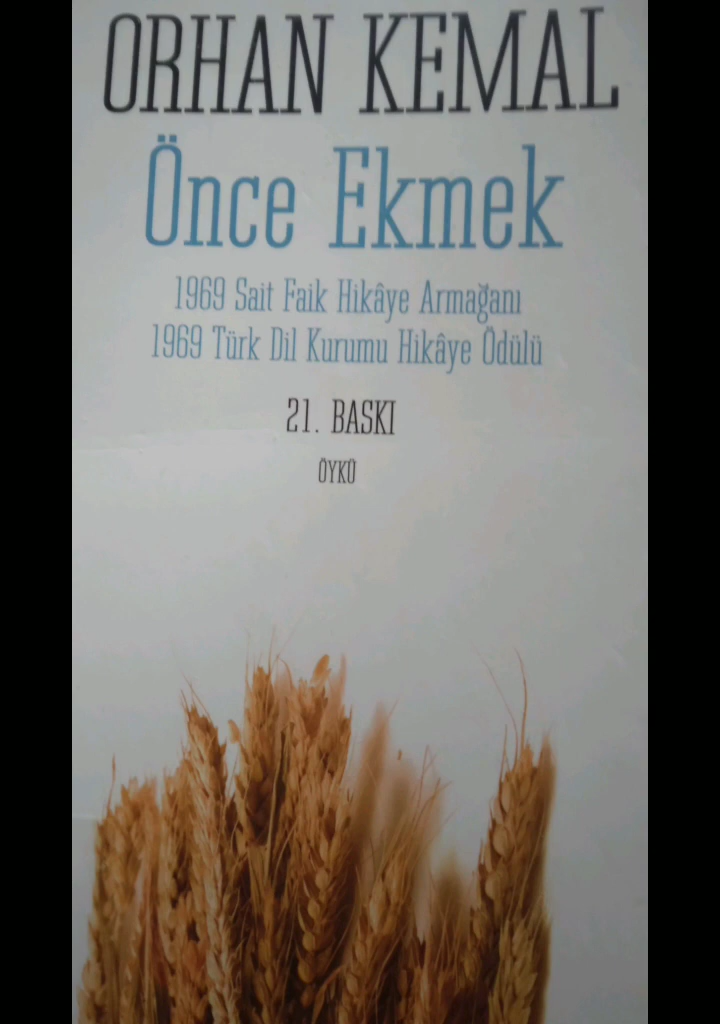 ORHAN KEMAL
Önce Ekmek
1969 Sait Faik Hikâye Armağanı
1969 Türk Dil Kurumu Hikâye Ödülü
21. BASKI
ÖYKÜ